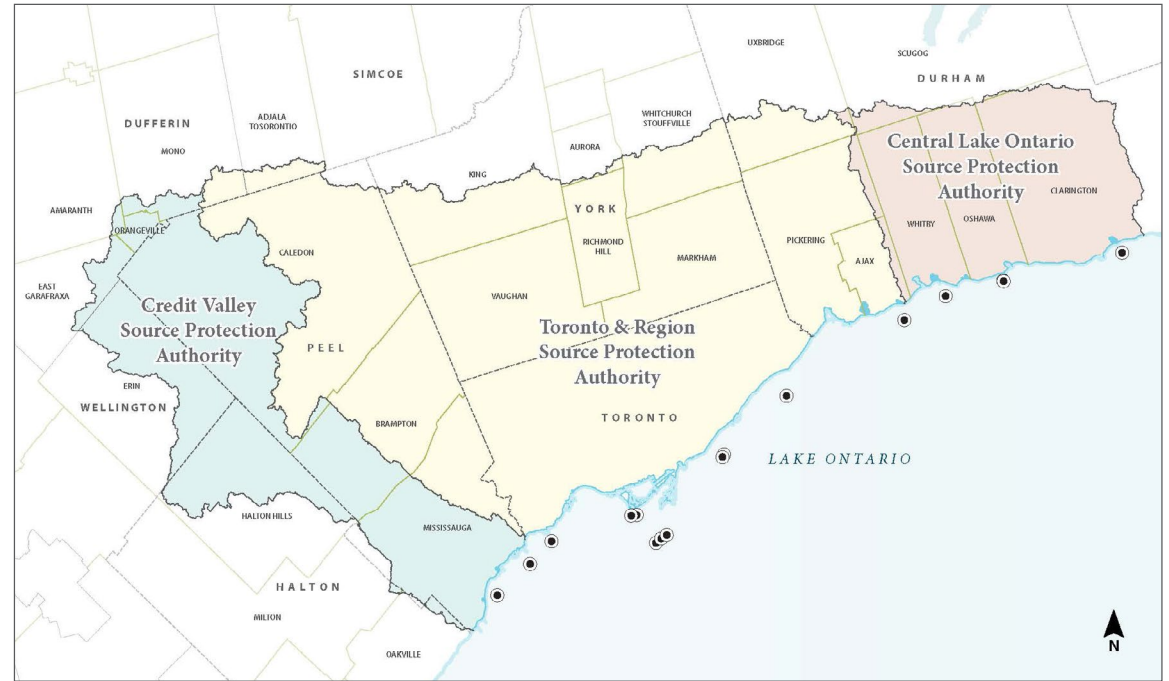 UXBRIDGE
SCUGOG
SIMCOE
DURHAM
DUFFERIN
ADJALA
TOSORONTIO
WHITCHURCH
STOUFFVILLE
MONO
AURORA
KING
Central Lake Ontario
Source Protection
Authority
CLARINGTON
AMARANTH
ORANGEVILLE
YORK
WHITRY
OSHAWA
RICHMOND
HILL
PICKERING
CALEDON
MARKHAM
AJAX
EAST
GARAFRAXA
VAUGHAN
Credit Valley
Source Protection
Authority
Toronto & Region
Source Protection
Authority
PEEL
ERIN
WELLINGTON
TORONTO
BRAMPTON
LAKE ONTARIO
HALTON HILLS
MISSISSAUGA
HALTON
MILTON
OAKVILLE
N